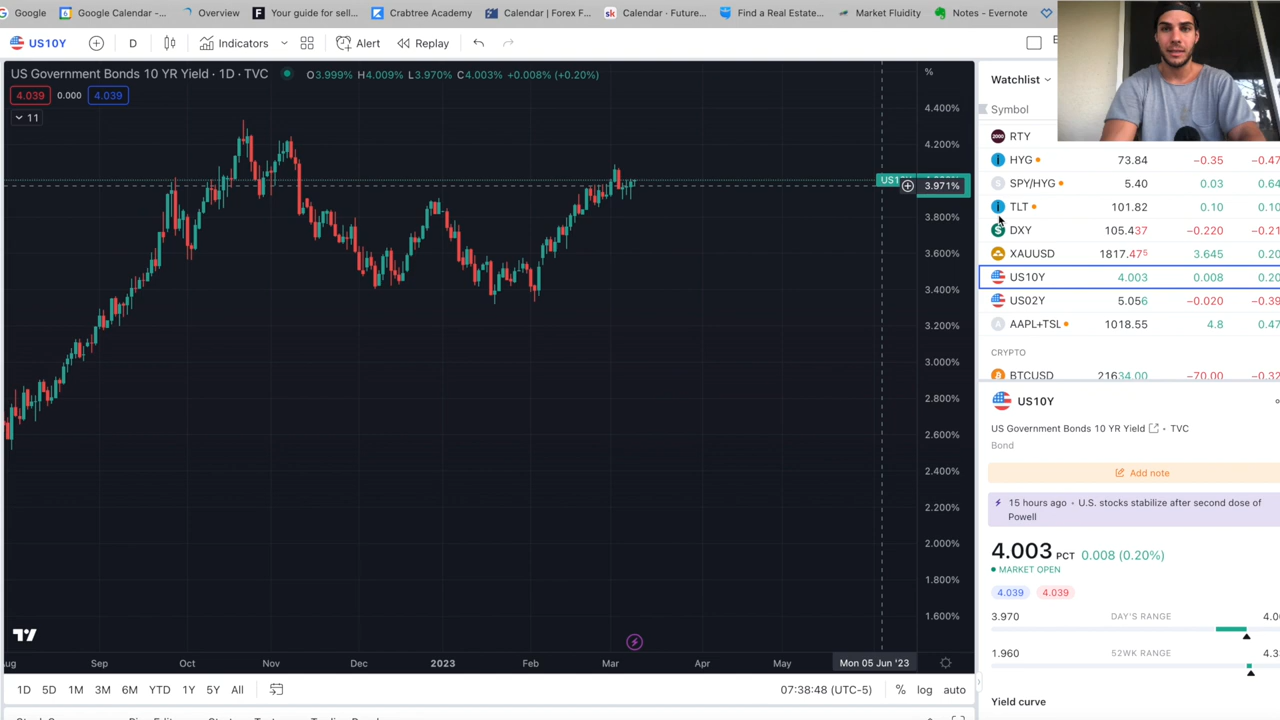 Google
Google Calendar –...
Overview
Your guide for sell...
Crabtree Academy
Calendar | Forex F...
Calendar : Future...
Find a Real Estate...
Market Fluidity
Notes - Evernote
US10Y
D
Indicators
Alert
Replay
US Government Bonds 10 YR Yield · 1D · TVC
O3.999% H4.009% L3.970% C4.003% +0.008% (+0.20%)
4.039
0.000
4.039
11
%
4.400%
4.200%
3.971%
3.800%
3.600%
3.400%
3.200%
3.000%
2.800%
2.600%
2.400%
2.200%
2.000%
1.800%
1.600%
Sep
Oct
Nov
Dec
2023
Feb
Mar
Apr
May
Mon 05 Jun '23
1D
5D
1M
3M
6M
YTD
1Y
5Y
All
07:38:48 (UTC-5)
%
log
auto
Watchlist
Symbol
RTY
HYG 73.84 −0.35
SPY/HYG 5.40 0.03
TLT 101.82 0.10
DXY 105.437 −0.220
XAUUSD 1817.475 3.645
US10Y 4.003 0.008
US02Y 5.056 −0.020
AAPL+TSL 1018.55 4.8
CRYPTO
BTCUSD 21634.00 −70.00
US10Y
US Government Bonds 10 YR Yield · TVC
Bond
Add note
15 hours ago · U.S. stocks stabilize after second dose of
Powell
4.003 PCT 0.008 (0.20%)
MARKET OPEN
4.039
4.039
3.970 DAY'S RANGE
1.960 52WK RANGE
Yield curve